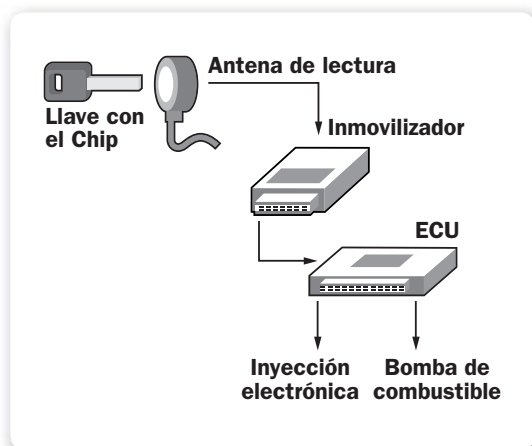 Antena de lectura
Llave con
el Chip
Inmovilizador
ECU
Inyección
electrónica
Bomba de
combustible